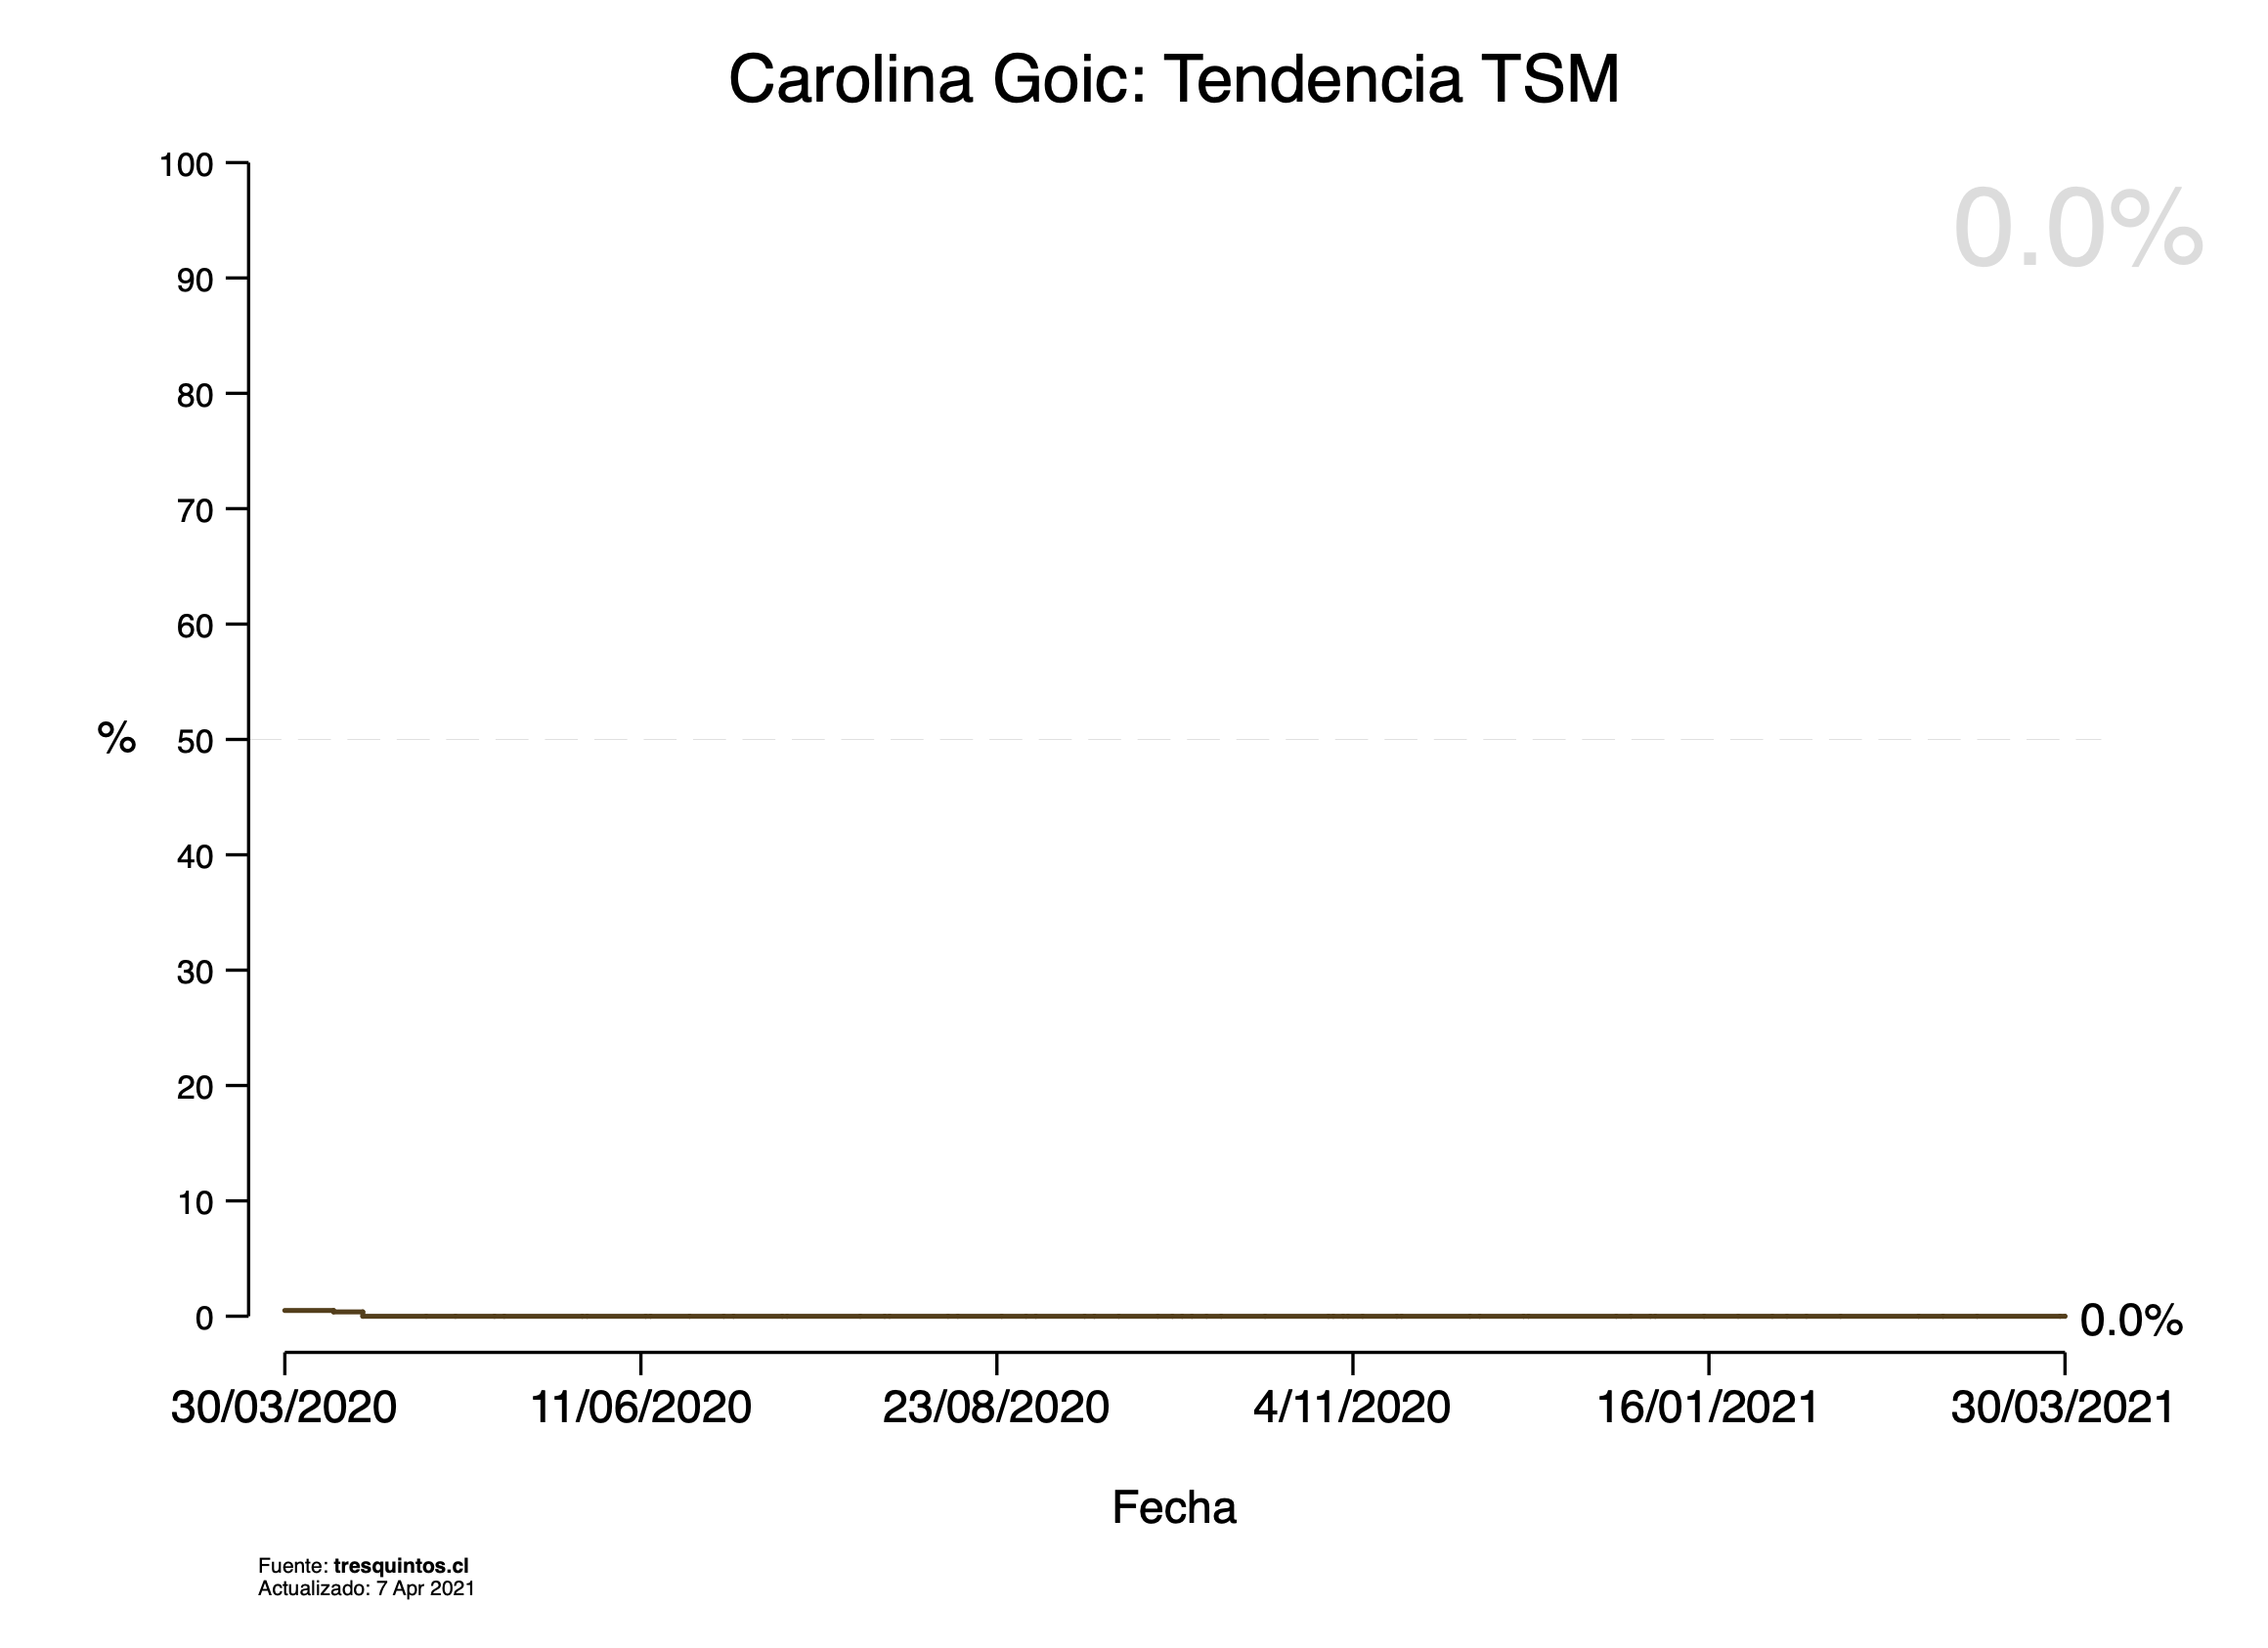 Carolina Goic: Tendencia TSM
100
0.0%
90
80
70
60
% 50
40
30
20
10
0
0.0%
30/03/2020 11/06/2020 23/08/2020 4/11/2020 16/01/2021 30/03/2021
Fecha
Fuente: tresquintos.cl
Actualizado: 7 Apr 2021